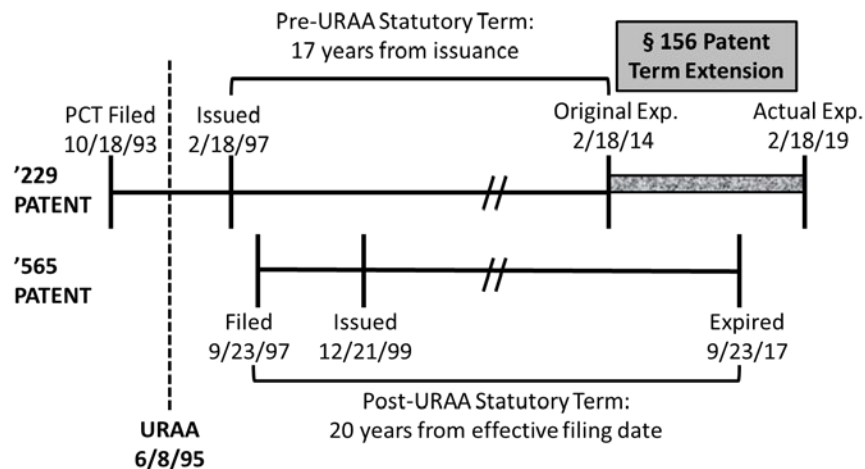 Pre-URAA Statutory Term:
17 years from issuance
§ 156 Patent
Term Extension
PCT Filed
10/18/93
Issued
2/18/97
Original Exp.
2/18/14
Actual Exp.
2/18/19
’229
PATENT
’565
PATENT
Filed
9/23/97
Issued
12/21/99
Expired
9/23/17
Post-URAA Statutory Term:
20 years from effective filing date
URAA
6/8/95